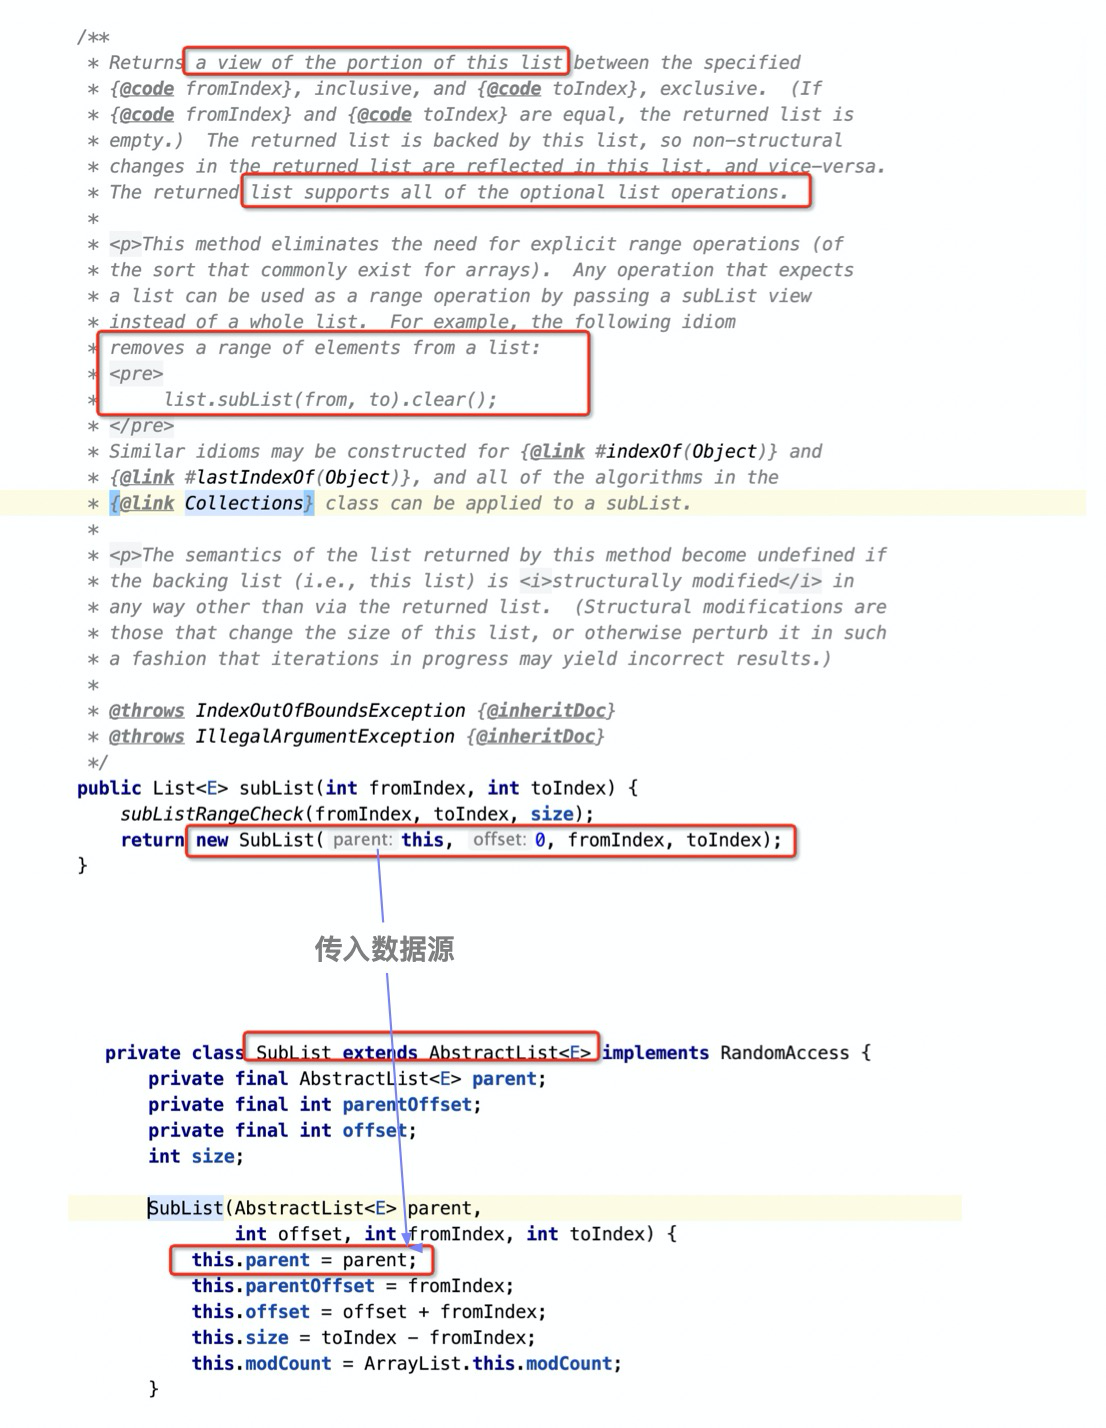 /**
* Returns a view of the portion of this list between the specified
* {@code fromIndex}, inclusive, and {@code toIndex}, exclusive.  (If
* {@code fromIndex} and {@code toIndex} are equal, the returned list is
* empty.)  The returned list is backed by this list, so non-structural
* changes in the returned list are reflected in this list, and vice-versa.
* The returned list supports all of the optional list operations.
*
* <p>This method eliminates the need for explicit range operations (of
* the sort that commonly exist for arrays).  Any operation that expects
* a list can be used as a range operation by passing a subList view
* instead of a whole list.  For example, the following idiom
* removes a range of elements from a list:
* <pre>
*      list.subList(from, to).clear();
* </pre>
* Similar idioms may be constructed for {@link #indexOf(Object)} and
* {@link #lastIndexOf(Object)}, and all of the algorithms in the
* {@link Collections} class can be applied to a subList.
*
* <p>The semantics of the list returned by this method become undefined if
* the backing list (i.e., this list) is <i>structurally modified</i> in
* any way other than via the returned list.  (Structural modifications are
* those that change the size of this list, or otherwise perturb it in such
* a fashion that iterations in progress may yield incorrect results.)
*
* @throws IndexOutOfBoundsException {@inheritDoc}
* @throws IllegalArgumentException {@inheritDoc}
*/
public List<E> subList(int fromIndex, int toIndex) {
subListRangeCheck(fromIndex, toIndex, size);
return new SubList( parent: this, offset: 0, fromIndex, toIndex);
}
传入数据源
private class SubList extends AbstractList<E> implements RandomAccess {
private final AbstractList<E> parent;
private final int parentOffset;
private final int offset;
int size;
SubList(AbstractList<E> parent,
int offset, int fromIndex, int toIndex) {
this.parent = parent;
this.parentOffset = fromIndex;
this.offset = offset + fromIndex;
this.size = toIndex - fromIndex;
this.modCount = ArrayList.this.modCount;
}